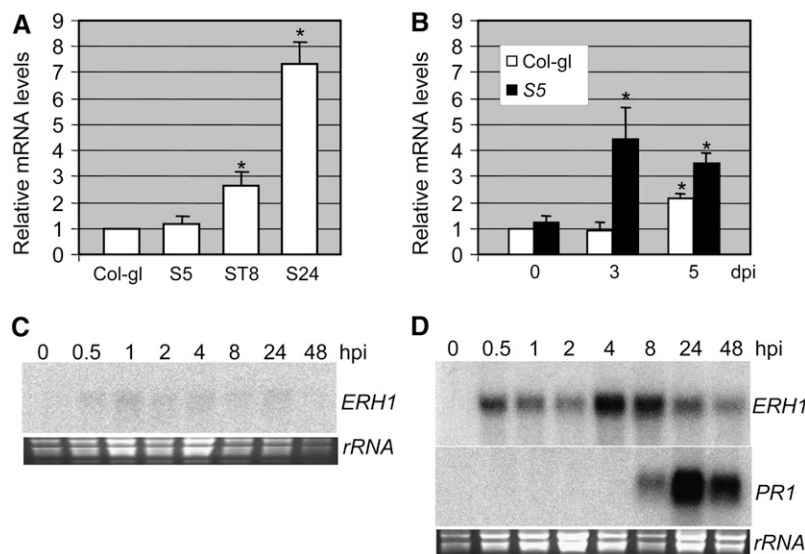 A
Relative mRNA levels
9
8
7
6
5
4
3
2
1
0
*
*
Col-gl S5 ST8 S24
B
Relative mRNA levels
9
8
7
6
5
4
3
2
1
0
Col-gl
S5
*
*
*
0 3 5 dpi
C
0 0.5 1 2 4 8 24 48 hpi
ERH1
rRNA
D
0 0.5 1 2 4 8 24 48 hpi
ERH1
PR1
rRNA